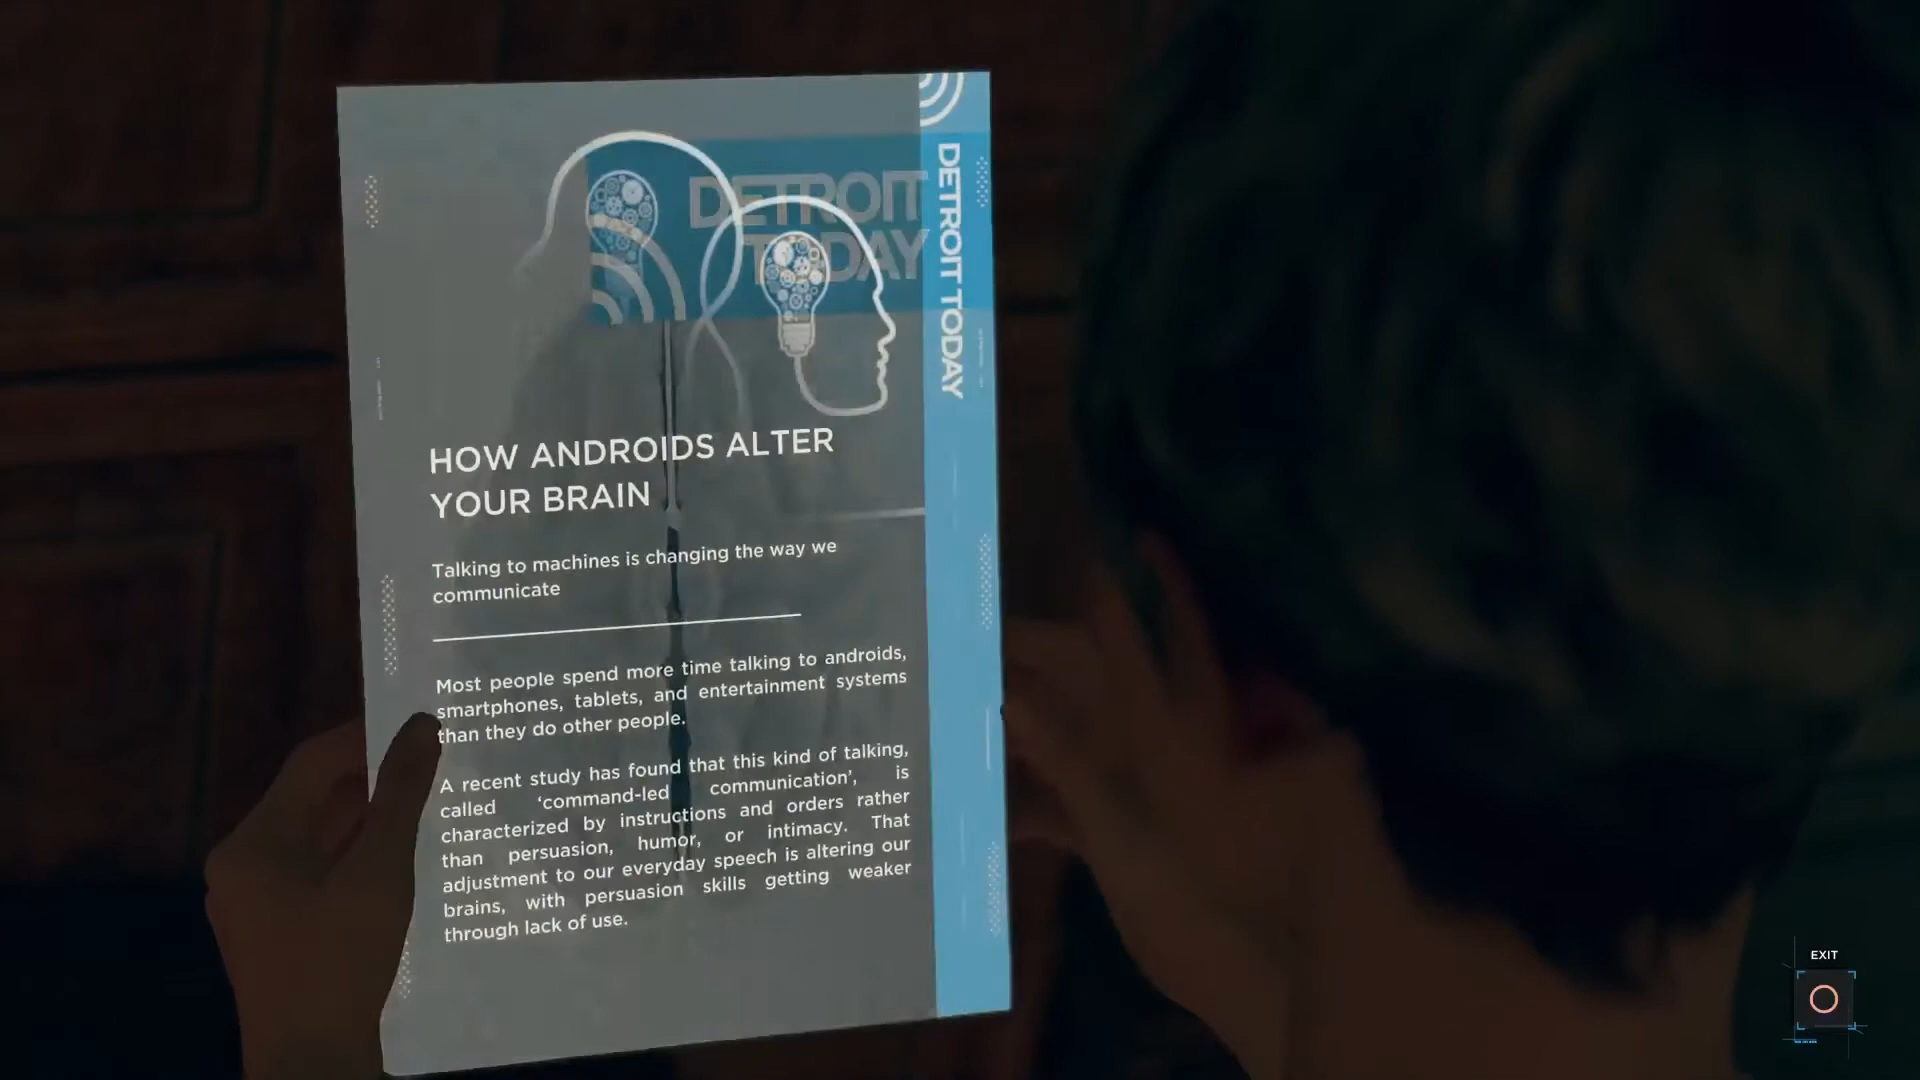 DETROIT
TODAY
DETROIT TODAY
HOW ANDROIDS ALTER
YOUR BRAIN
Talking to machines is changing the way we
communicate
Most people spend more time talking to androids,
smartphones, tablets, and entertainment systems
than they do other people.
A recent study has found that this kind of talking,
called ‘command-led communication’, is
characterized by instructions and orders rather
than persuasion, humor, or intimacy. That
adjustment to our everyday speech is altering our
brains, with persuasion skills getting weaker
through lack of use.
EXIT